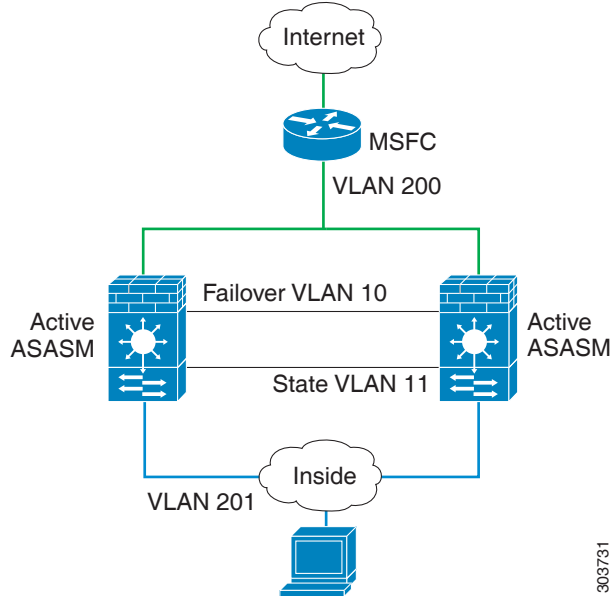 Internet
MSFC
VLAN 200
Failover VLAN 10
Active
ASASM
Active
ASASM
State VLAN 11
Inside
VLAN 201
303731